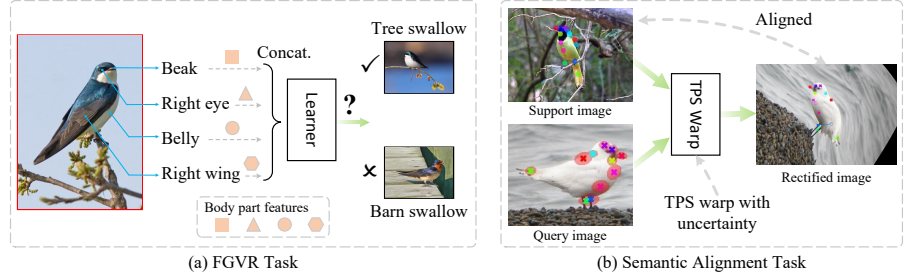 Beak
Right eye
Belly
Right wing
Concat.
Learner
?
Tree swallow
Barn swallow
Body part features
(a) FGVR Task
Support image
Query image
TPS Warp
TPS warp with
uncertainty
Aligned
Rectified image
(b) Semantic Alignment Task